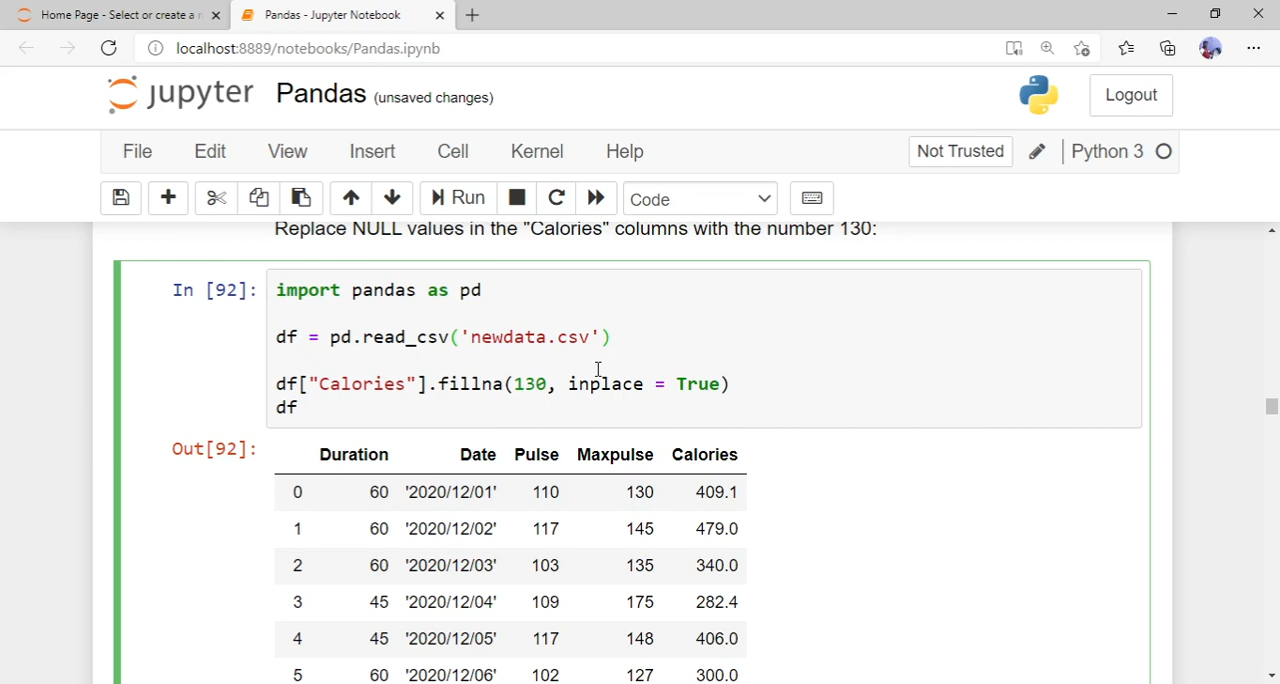 Home Page - Select or create a n
Pandas - Jupyter Notebook
localhost:8889/notebooks/Pandas.ipynb
jupyter Pandas (unsaved changes)
Logout
File Edit View Insert Cell Kernel Help Not Trusted Python 3
Run Code
Replace NULL values in the "Calories" columns with the number 130:
In [92]: import pandas as pd
df = pd.read_csv('newdata.csv')
df["Calories"].fillna(130, inplace = True)
df
Out[92]: Duration Date Pulse Maxpulse Calories
0 60 '2020/12/01' 110 130 409.1
1 60 '2020/12/02' 117 145 479.0
2 60 '2020/12/03' 103 135 340.0
3 45 '2020/12/04' 109 175 282.4
4 45 '2020/12/05' 117 148 406.0
5 60 '2020/12/06' 102 127 300.0